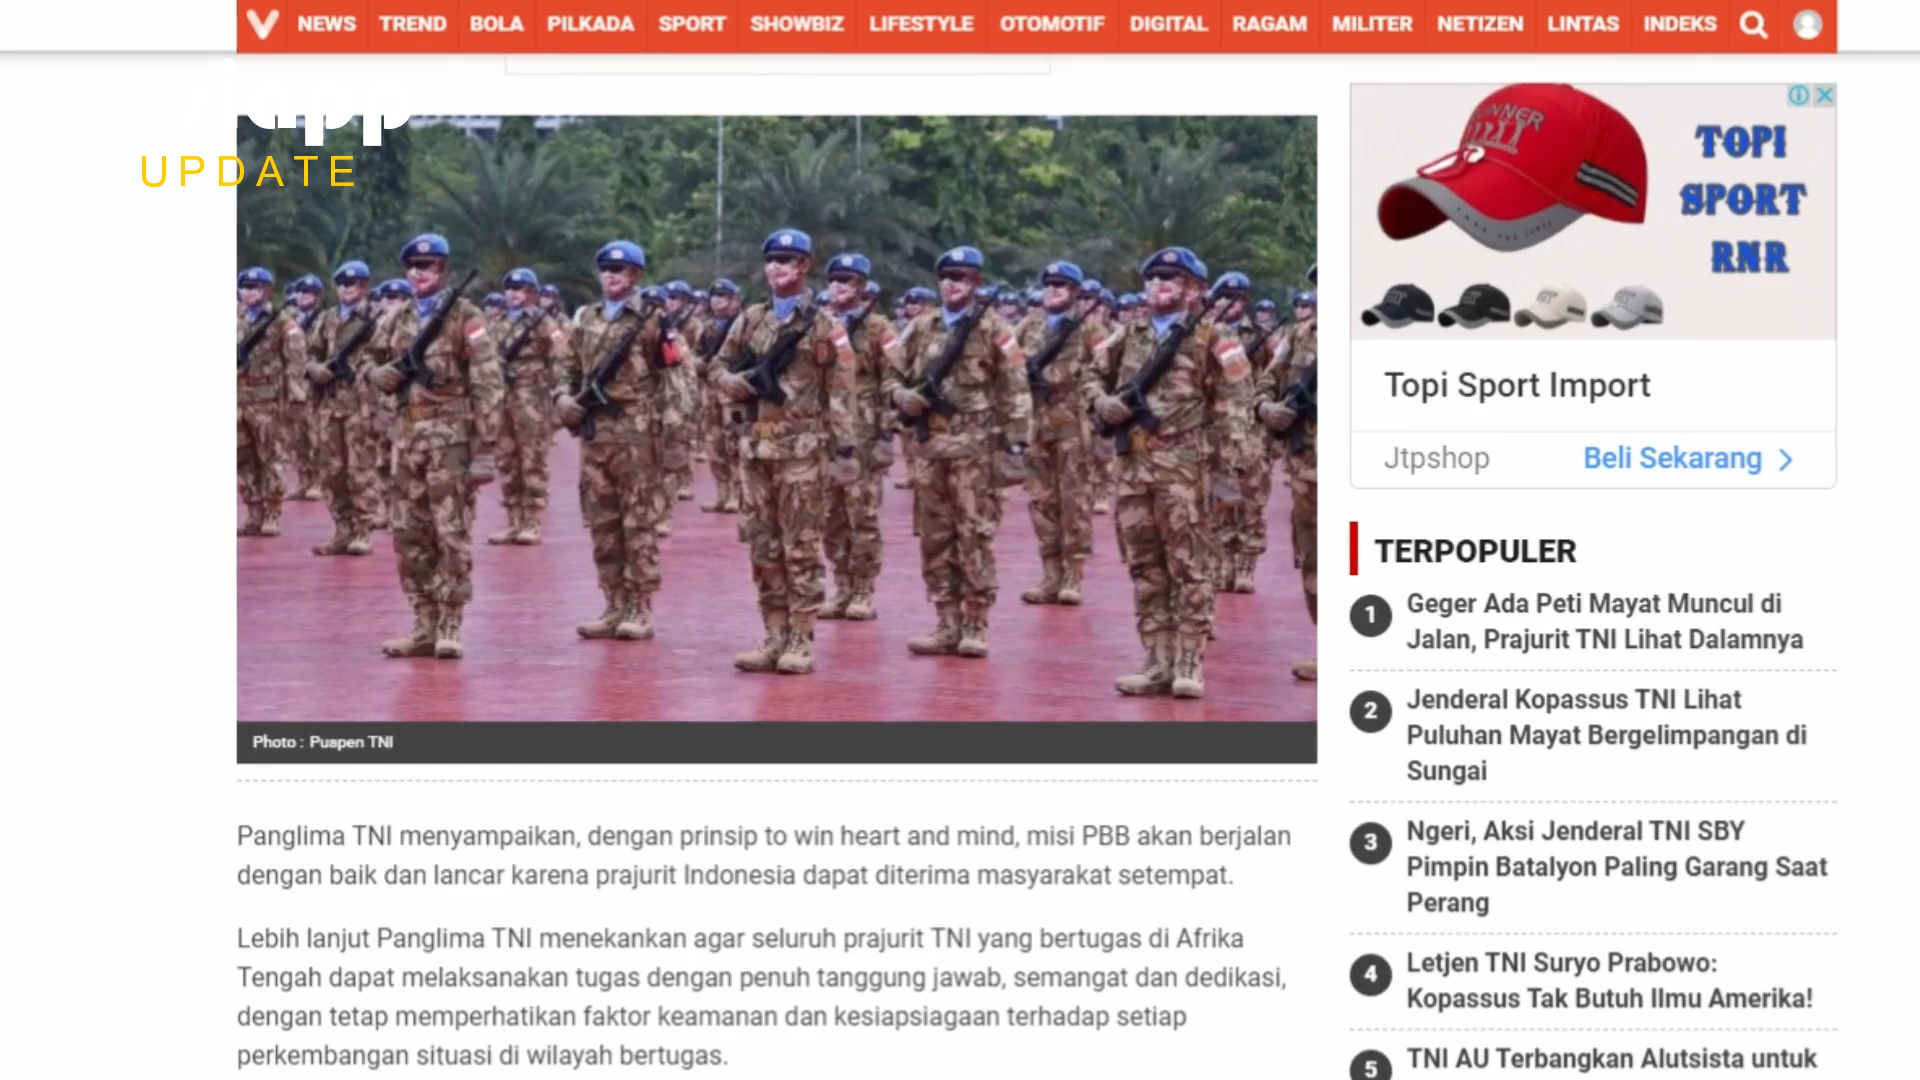 NEWS TREND BOLA PILKADA SPORT SHOWBIZ LIFESTYLE OTOMOTIF DIGITAL RAGAM MILITER NETIZEN LINTAS INDEKS
UPDATE
Photo : Puspen TNI
Panglima TNI menyampaikan, dengan prinsip to win heart and mind, misi PBB akan berjalan
dengan baik dan lancar karena prajurit Indonesia dapat diterima masyarakat setempat.
Lebih lanjut Panglima TNI menekankan agar seluruh prajurit TNI yang bertugas di Afrika
Tengah dapat melaksanakan tugas dengan penuh tanggung jawab, semangat dan dedikasi,
dengan tetap memperhatikan faktor keamanan dan kesiapsiagaan terhadap setiap
perkembangan situasi di wilayah bertugas.
TOPI
SPORT
RNR
Topi Sport Import
Jtpshop Beli Sekarang
TERPOPULER
1 Geger Ada Peti Mayat Muncul di
Jalan, Prajurit TNI Lihat Dalamnya
2 Jenderal Kopassus TNI Lihat
Puluhan Mayat Bergelimpangan di
Sungai
3 Ngeri, Aksi Jenderal TNI SBY
Pimpin Batalyon Paling Garang Saat
Perang
4 Letjen TNI Suryo Prabowo:
Kopassus Tak Butuh Ilmu Amerika!
5 TNI AU Terbangkan Alutsista untuk